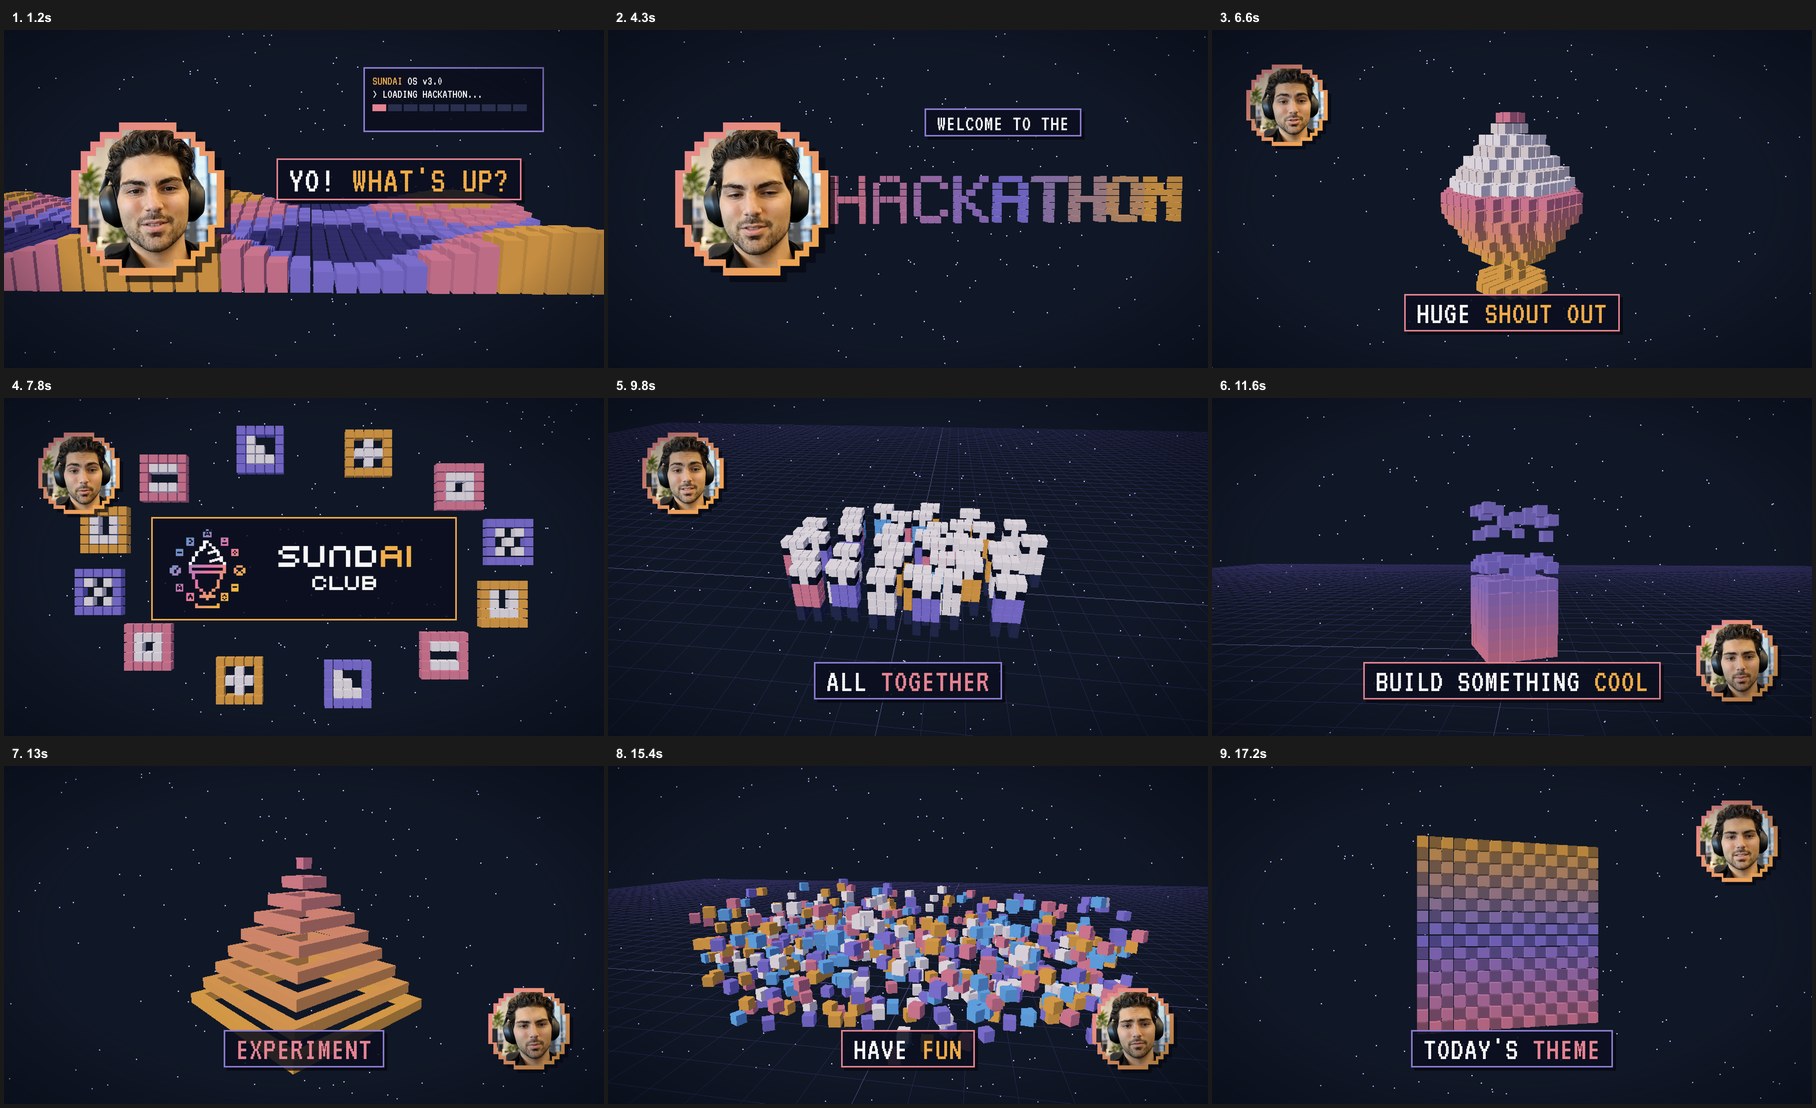 1. 1.2s
SUNDAI OS v3.0
> LOADING HACKATHON...
YO! WHAT'S UP?
2. 4.3s
WELCOME TO THE
HACKATHON
3. 6.6s
HUGE SHOUT OUT
4. 7.8s
SUNDAI
CLUB
5. 9.8s
ALL TOGETHER
6. 11.6s
BUILD SOMETHING COOL
7. 13s
EXPERIMENT
8. 15.4s
HAVE FUN
9. 17.2s
TODAY'S THEME